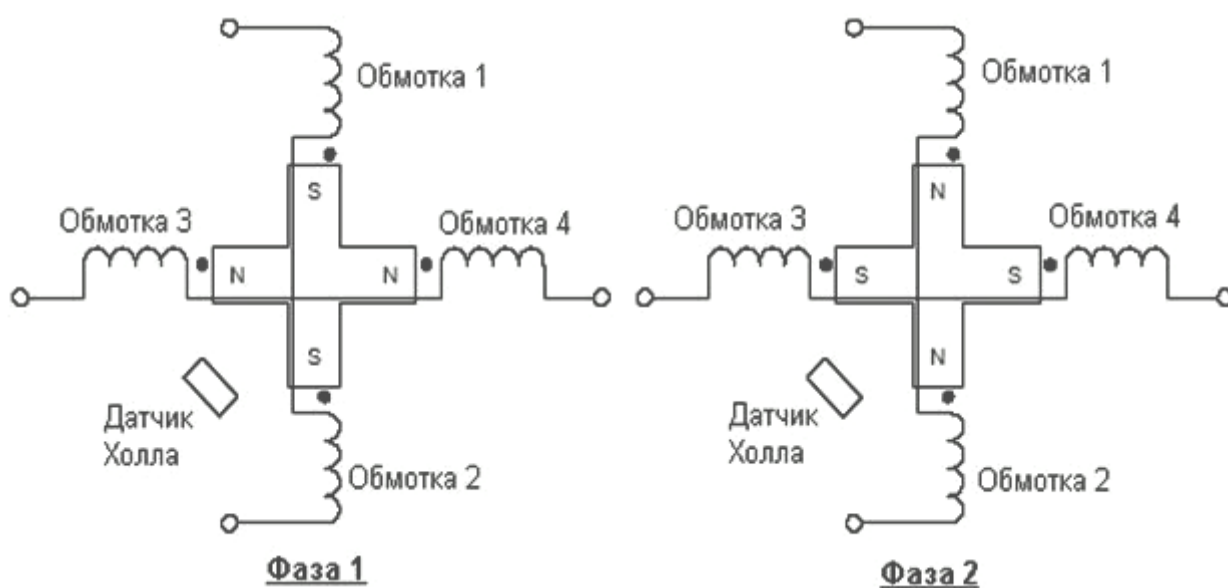 Обмотка 1
S
Обмотка 3
Обмотка 4
N
N
S
Датчик
Холла
Обмотка 2
Фаза 1
Обмотка 1
N
Обмотка 3
Обмотка 4
S
S
N
Датчик
Холла
Обмотка 2
Фаза 2